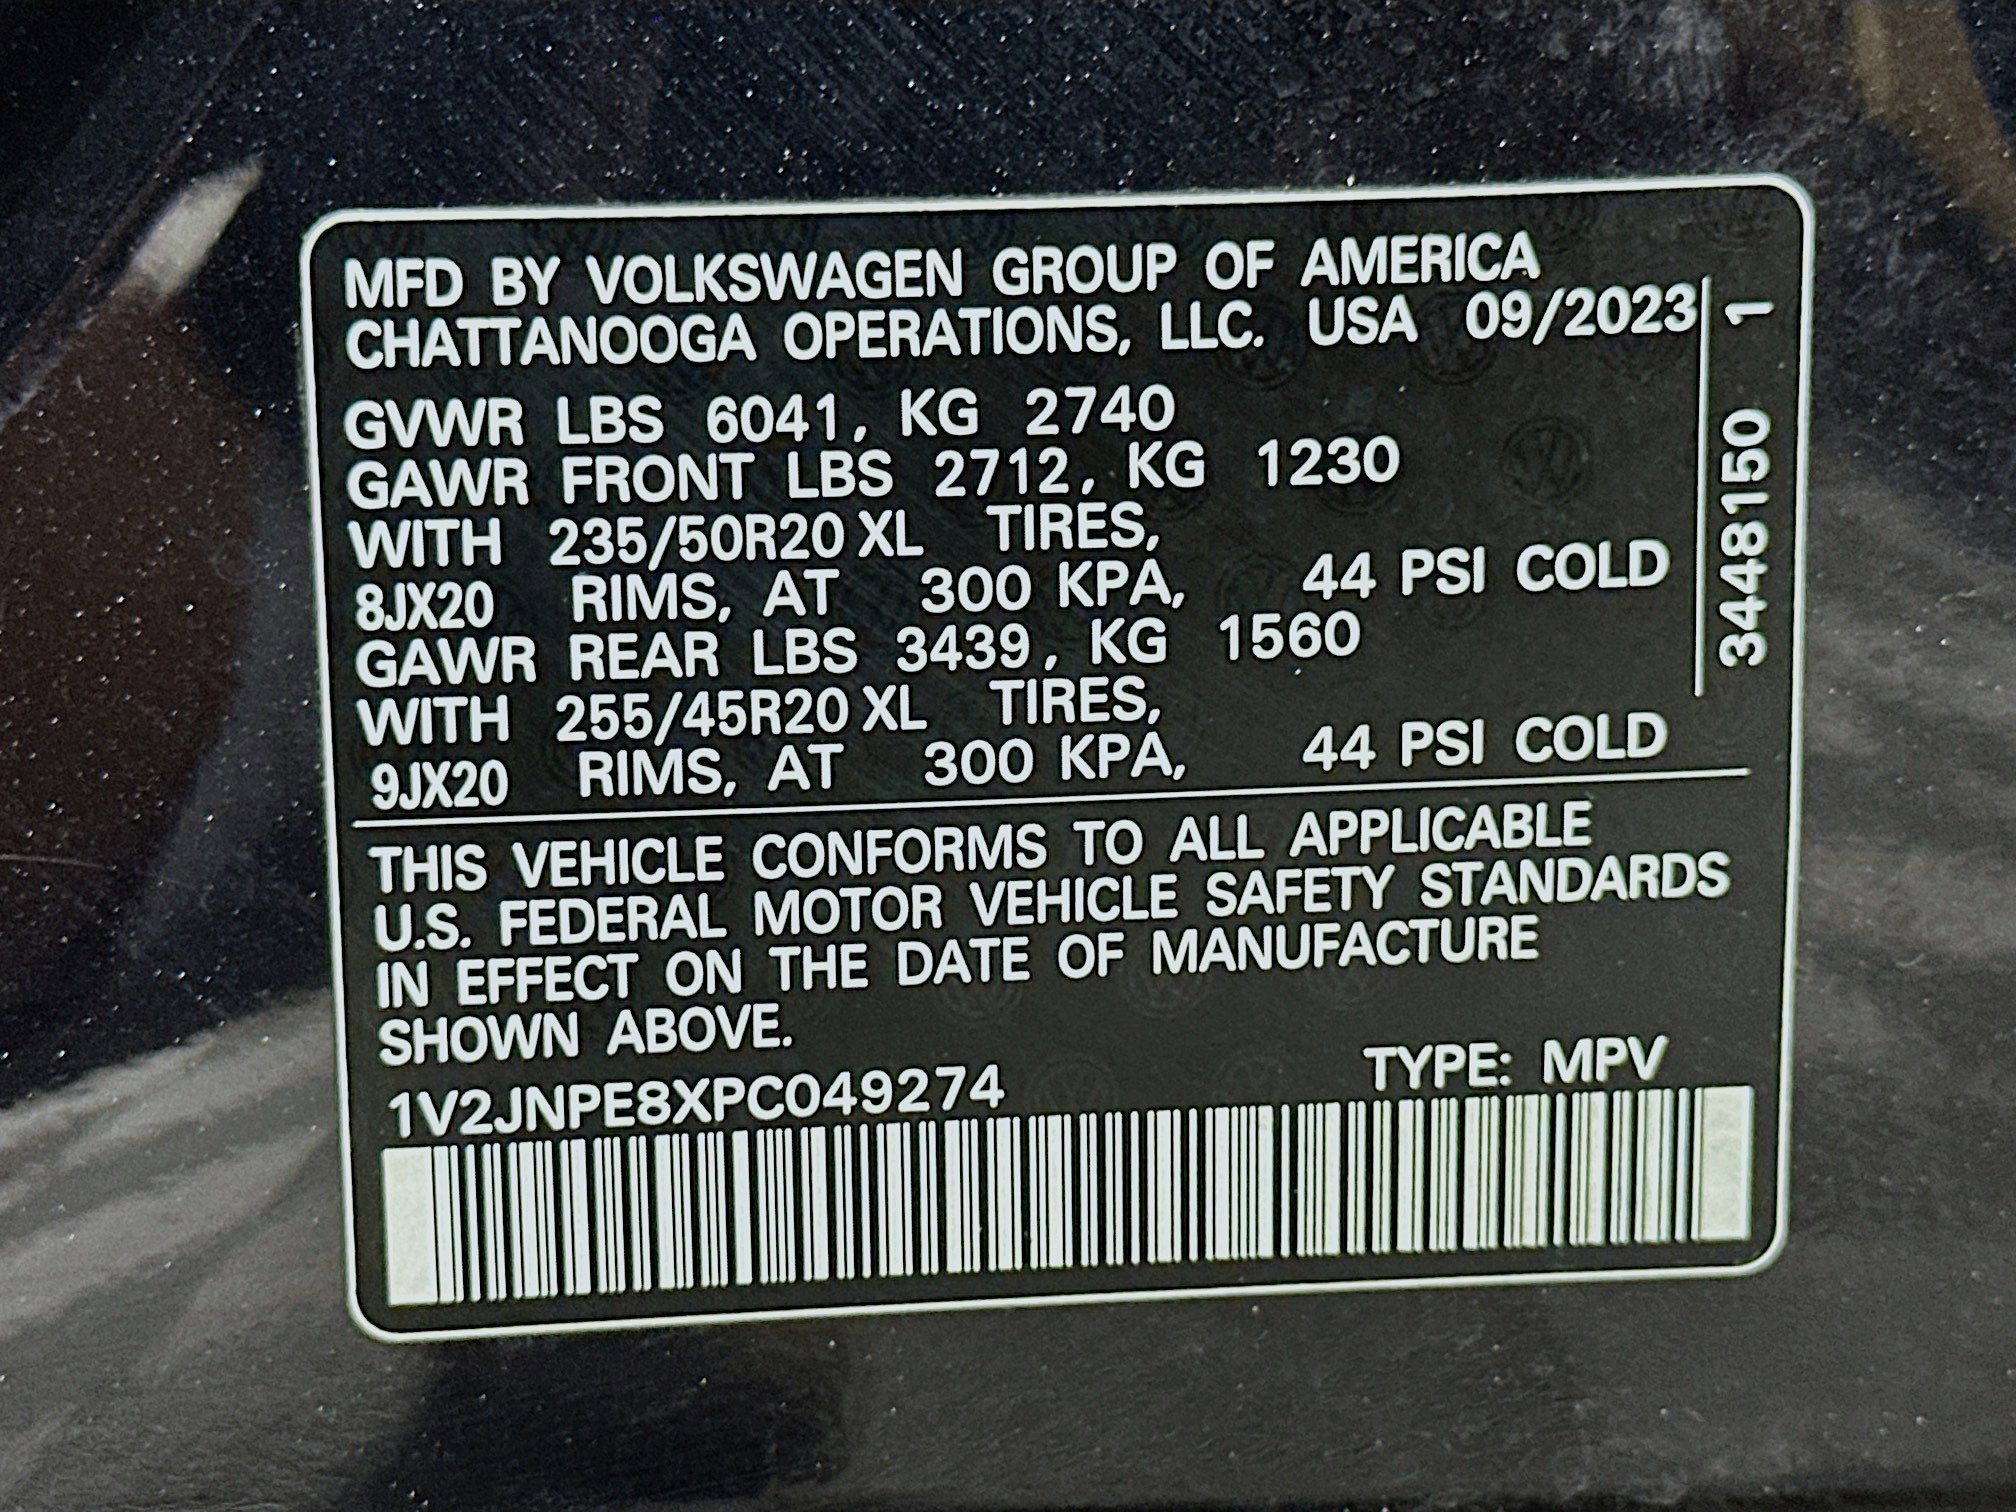 MFD BY VOLKSWAGEN GROUP OF AMERICA
CHATTANOOGA OPERATIONS, LLC. USA 09/2023
GVWR LBS 6041, KG 2740
GAWR FRONT LBS 2712, KG 1230
WITH 235/50R20 XL TIRES,
8JX20 RIMS, AT 300 KPA, 44 PSI COLD
GAWR REAR LBS 3439, KG 1560
WITH 255/45R20 XL TIRES,
9JX20 RIMS, AT 300 KPA, 44 PSI COLD
3448150 1
THIS VEHICLE CONFORMS TO ALL APPLICABLE
U.S. FEDERAL MOTOR VEHICLE SAFETY STANDARDS
IN EFFECT ON THE DATE OF MANUFACTURE
SHOWN ABOVE.
1V2JNPE8XPC049274 TYPE: MPV